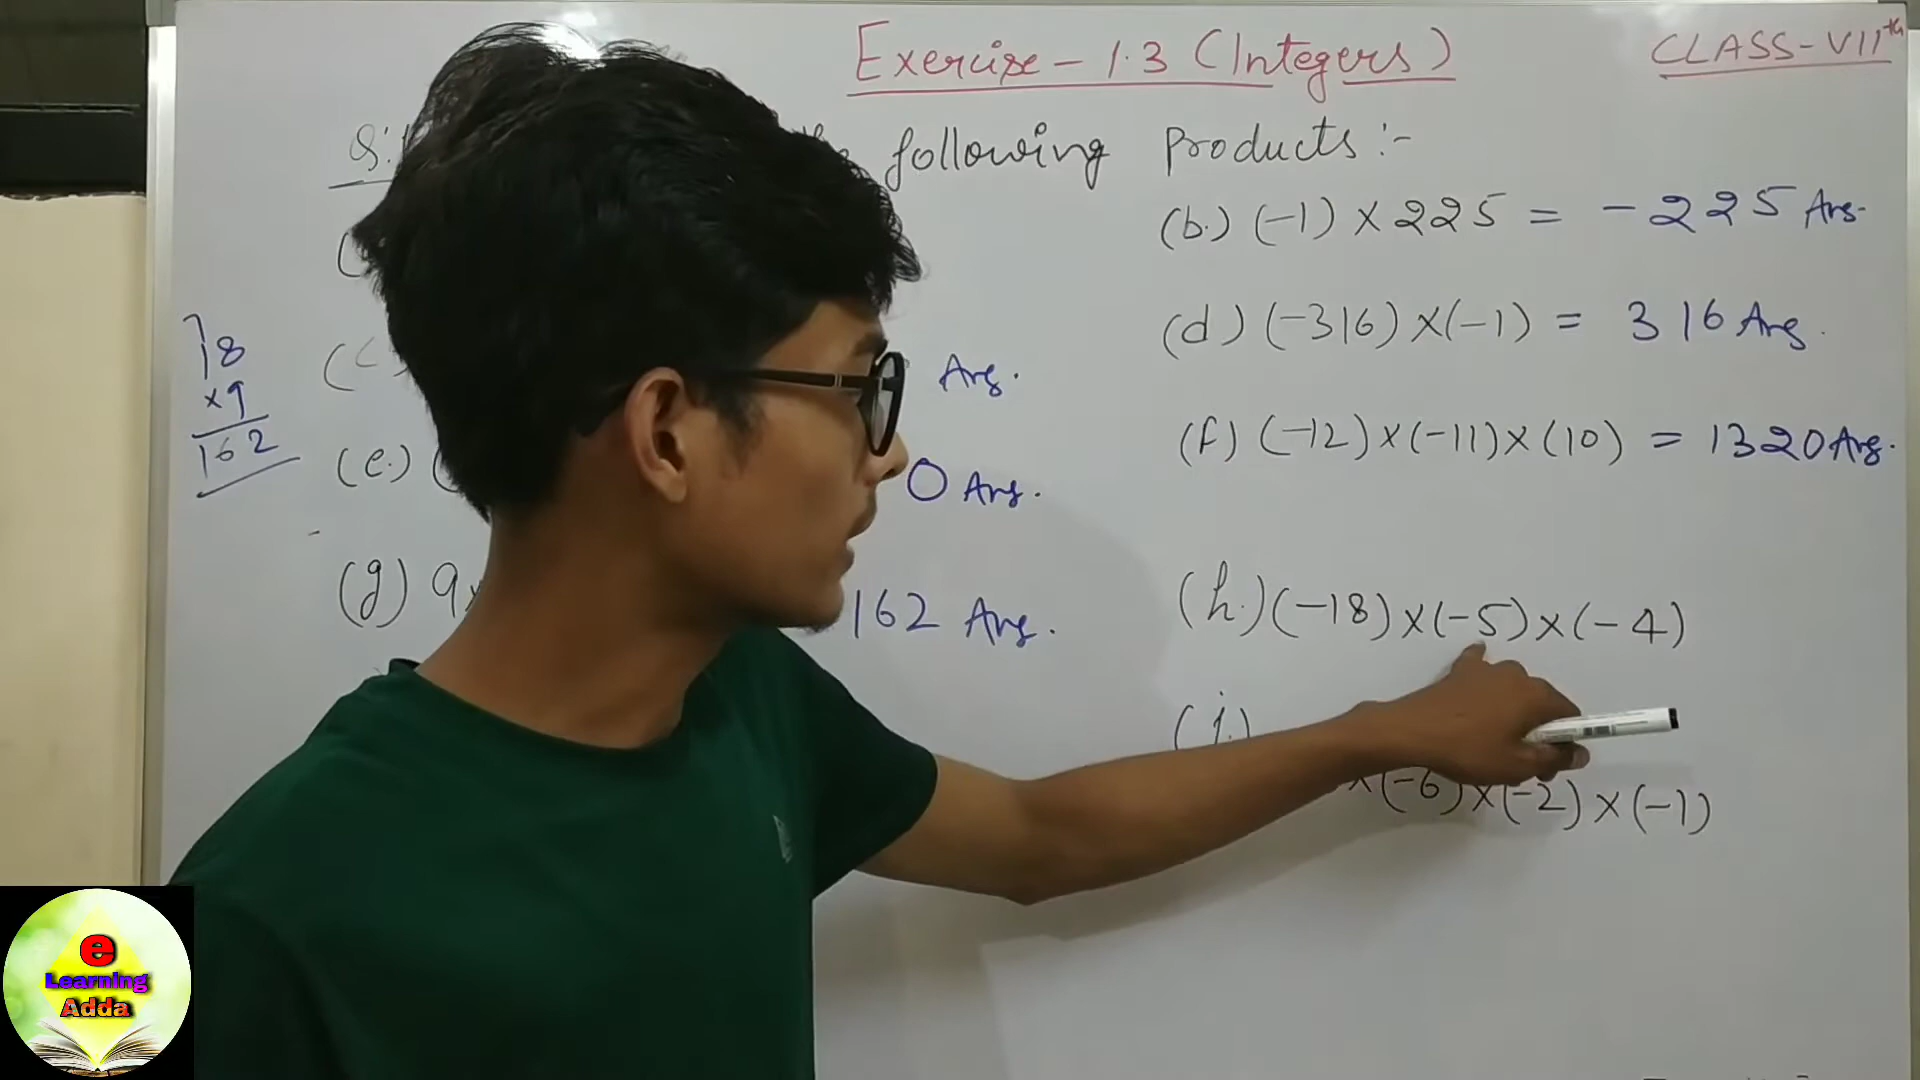 Exercise - 1.3 (Integers)
CLASS-VIIth
following Products :-
(b.) (-1) × 225 = -225 Ans.
(d) (-316) × (-1) = 316 Ans.
18
×9
162
Ans.
(f) (-12) × (-11) × (10) = 1320 Ans.
(e.) ( 0 Ans.
(g) 9× 162 Ans.
(h.) (-18) × (-5) × (-4)
(j.)
×(-6) × (-2) × (-1)
e
Learning
Adda